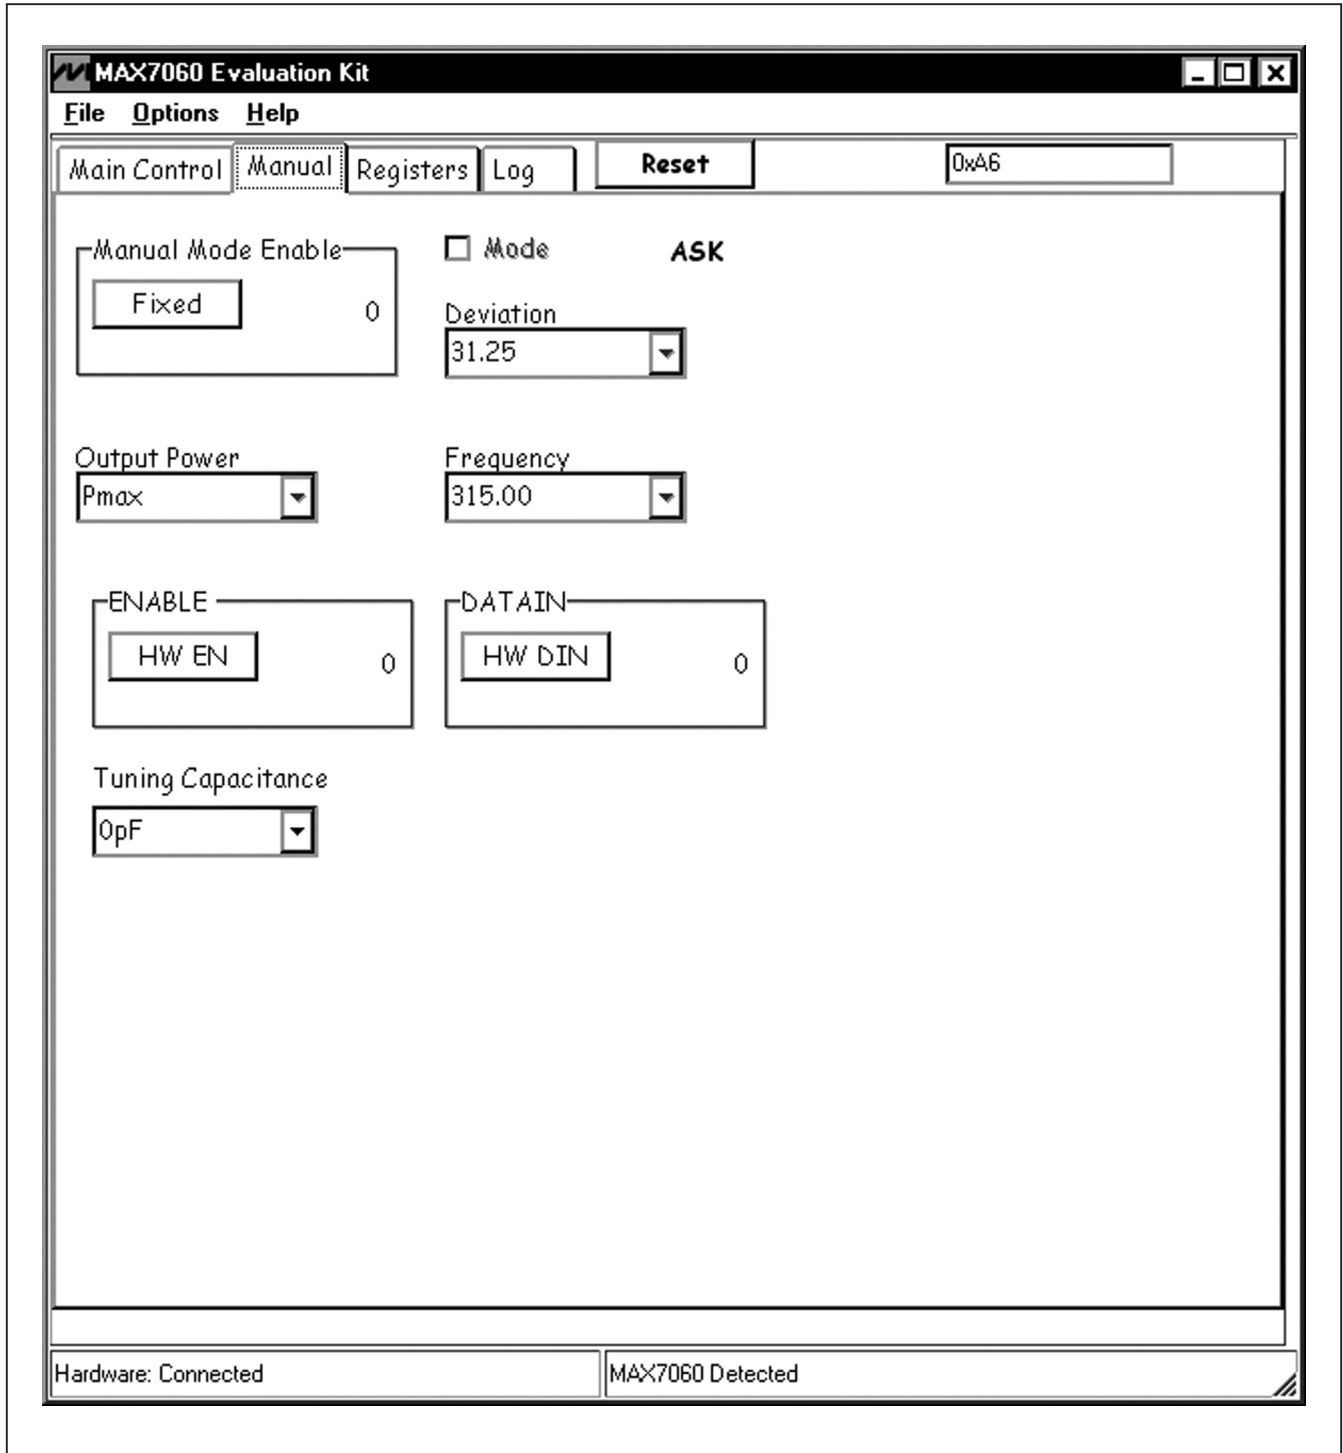 MAX7060 Evaluation Kit
File Options Help
Main Control Manual Registers Log Reset 0xA6
Manual Mode Enable Mode ASK
Fixed 0
Deviation
31.25
Output Power Frequency
Pmax 315.00
ENABLE DATAIN
HW EN 0 HW DIN 0
Tuning Capacitance
0pF
Hardware: Connected MAX7060 Detected